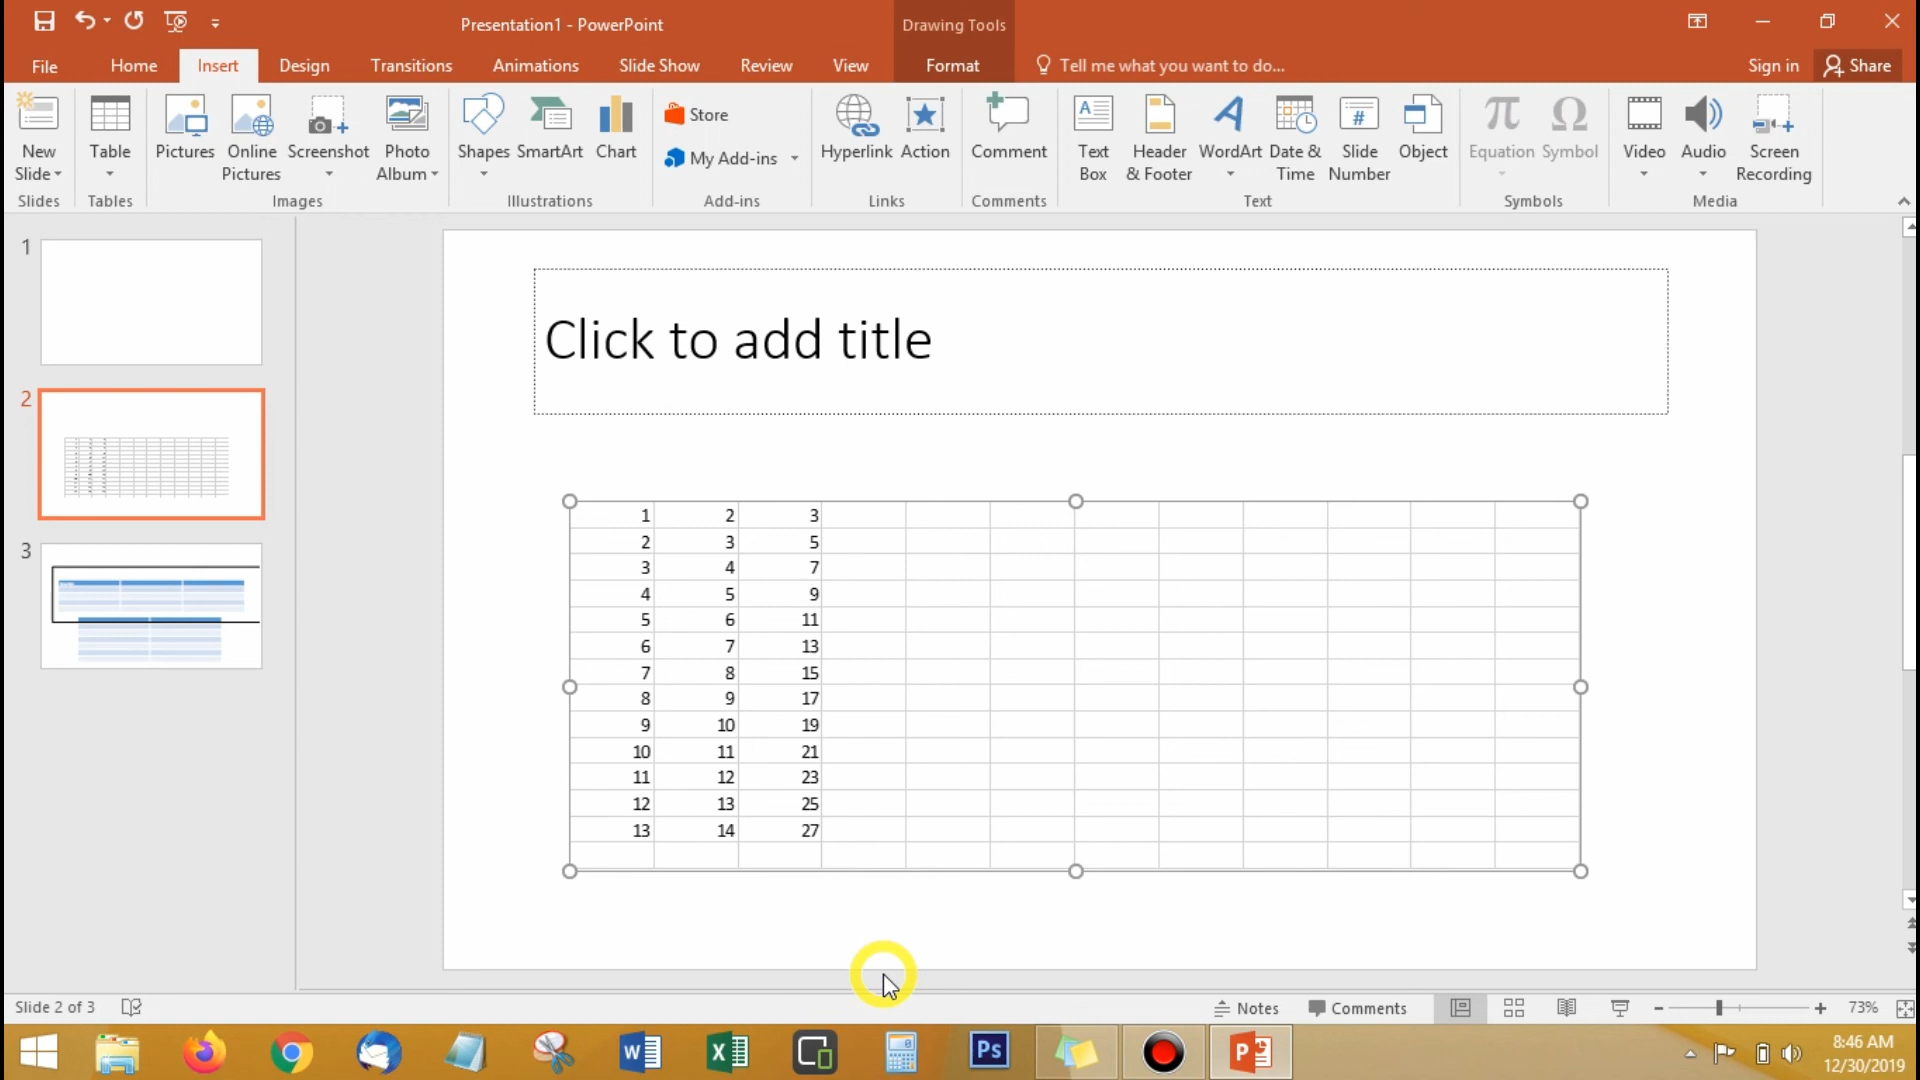 Presentation1 - PowerPoint
Drawing Tools
File Home Insert Design Transitions Animations Slide Show Review View Format Tell me what you want to do... Sign in Share
New Slide Table Pictures Online Pictures Screenshot Photo Album Shapes SmartArt Chart Store My Add-ins Hyperlink Action Comment Text Box Header & Footer WordArt Date & Time Slide Number Object Equation Symbol Video Audio Screen Recording
Slides Tables Images Illustrations Add-ins Links Comments Text Symbols Media
1
2
3
Click to add title
1 2 3
2 3 5
3 4 7
4 5 9
5 6 11
6 7 13
7 8 15
8 9 17
9 10 19
10 11 21
11 12 23
12 13 25
13 14 27
Slide 2 of 3 Notes Comments 73%
8:46 AM
12/30/2019